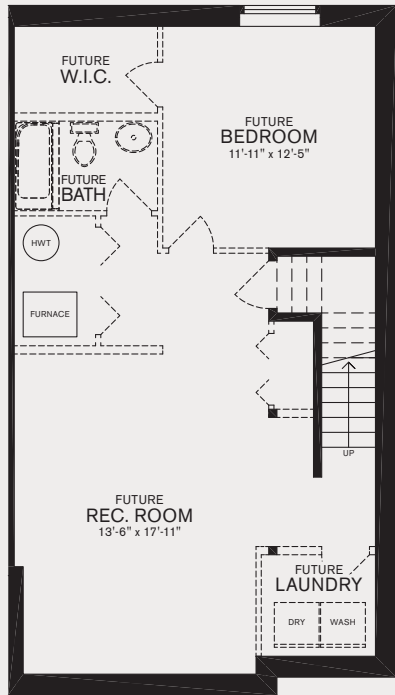 FUTURE
W.I.C.
FUTURE
BEDROOM
11'-11" x 12'-5"
FUTURE
BATH
HWT
FURNACE
UP
FUTURE
REC. ROOM
13'-6" x 17'-11"
FUTURE
LAUNDRY
DRY
WASH